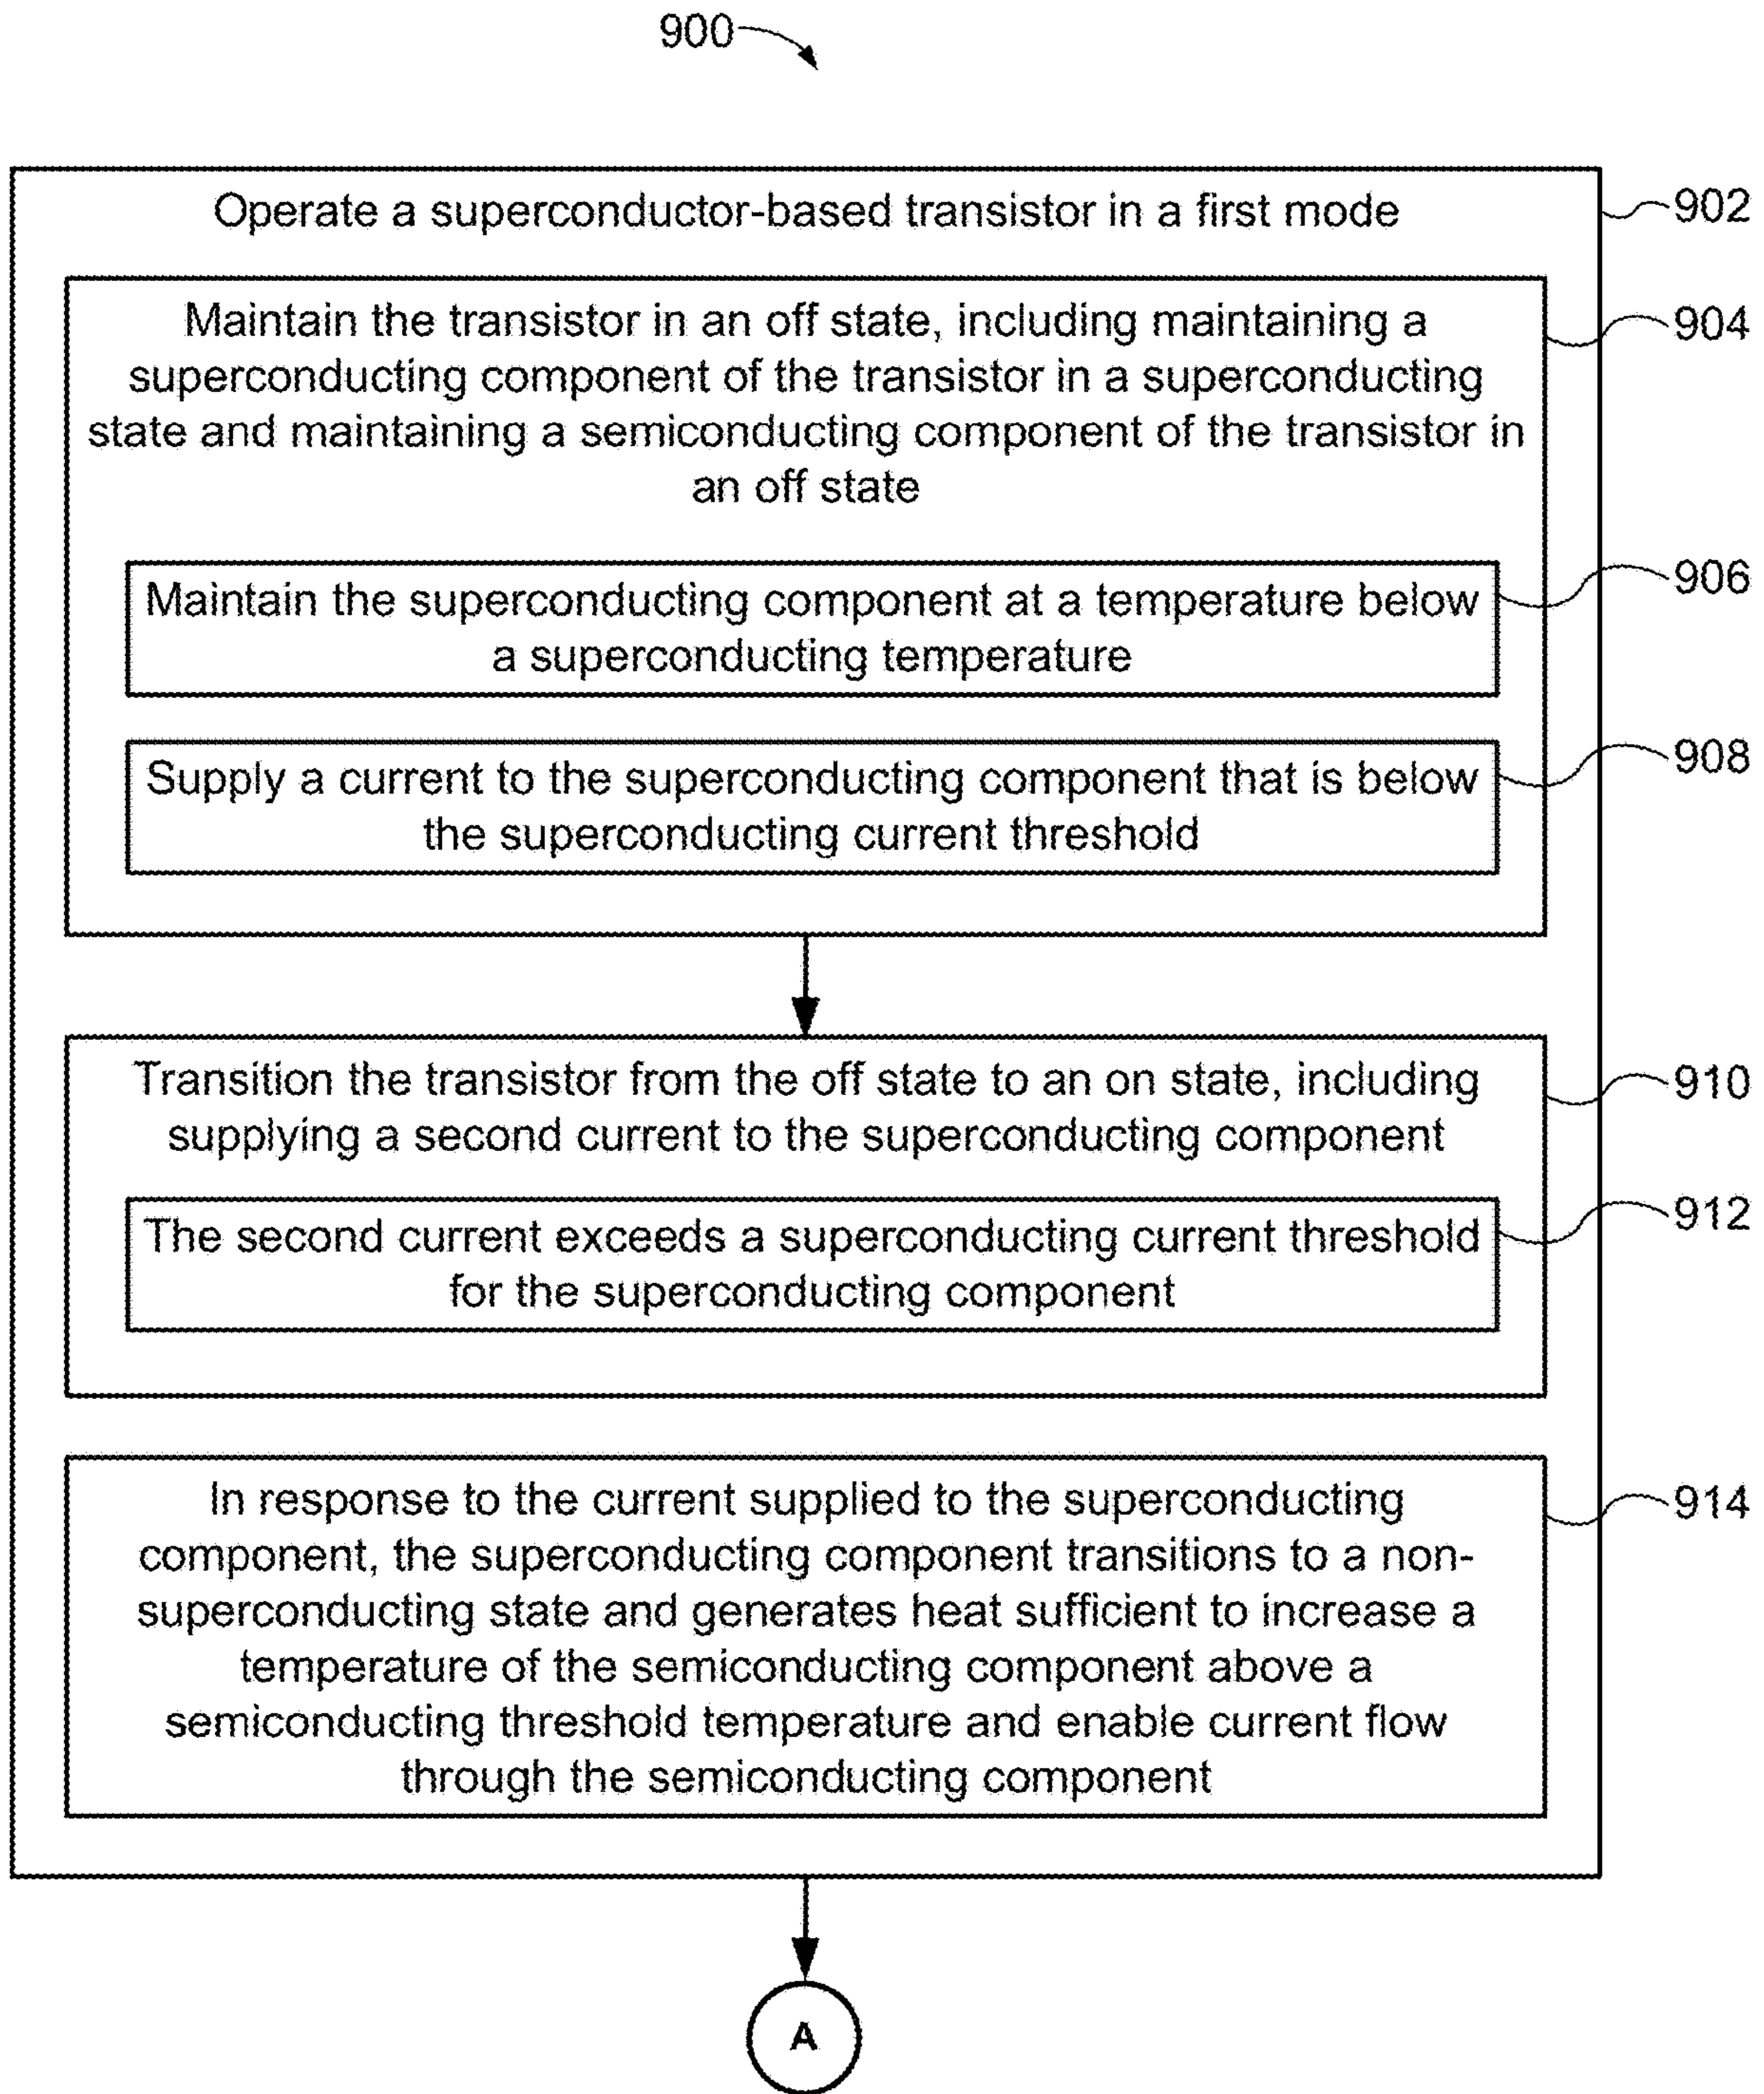 900
Operate a superconductor-based transistor in a first mode
902
Maintain the transistor in an off state, including maintaining a
superconducting component of the transistor in a superconducting
state and maintaining a semiconducting component of the transistor in
an off state
904
Maintain the superconducting component at a temperature below
a superconducting temperature
906
Supply a current to the superconducting component that is below
the superconducting current threshold
908
Transition the transistor from the off state to an on state, including
supplying a second current to the superconducting component
910
The second current exceeds a superconducting current threshold
for the superconducting component
912
In response to the current supplied to the superconducting
component, the superconducting component transitions to a non-
superconducting state and generates heat sufficient to increase a
temperature of the semiconducting component above a
semiconducting threshold temperature and enable current flow
through the semiconducting component
914
A